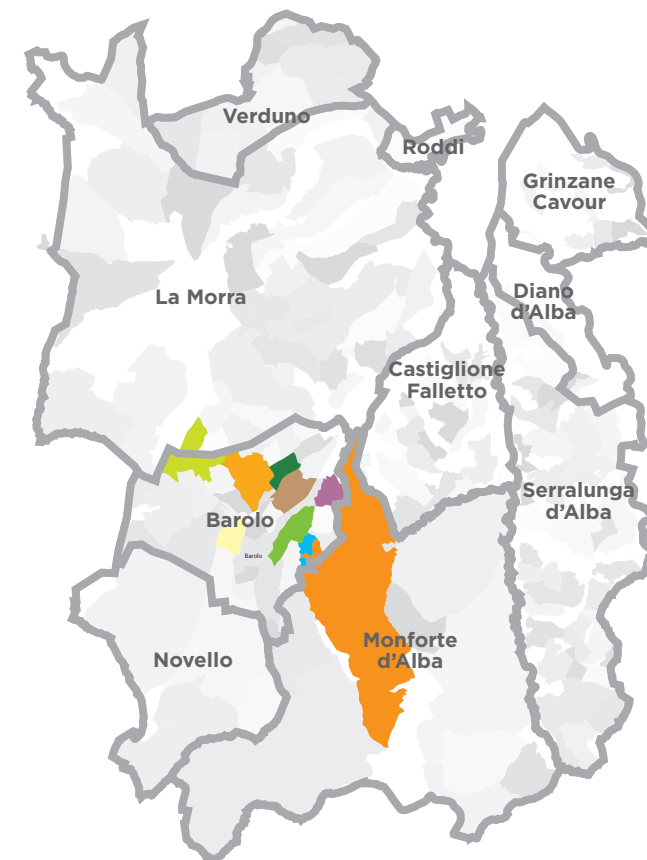 Verduno
Roddi
Grinzane
Cavour
La Morra
Diano
d'Alba
Castiglione
Falletto
Serralunga
d'Alba
Barolo
Barolo
Novello
Monforte
d'Alba